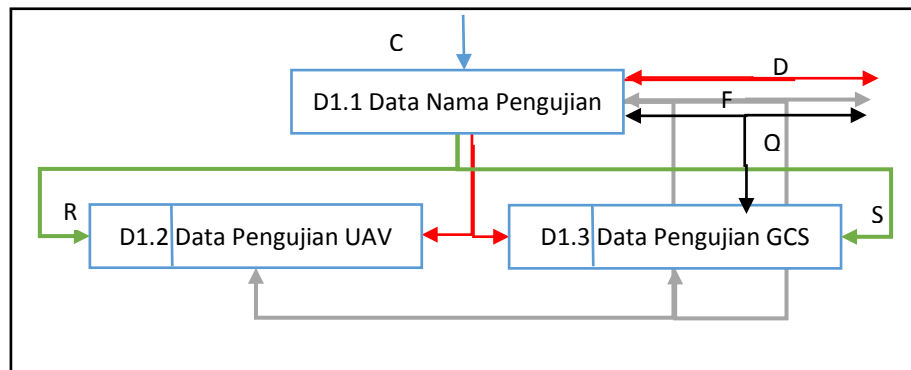 C
D
D1.1 Data Nama Pengujian
F
Q
R
D1.2 Data Pengujian UAV
D1.3 Data Pengujian GCS
S